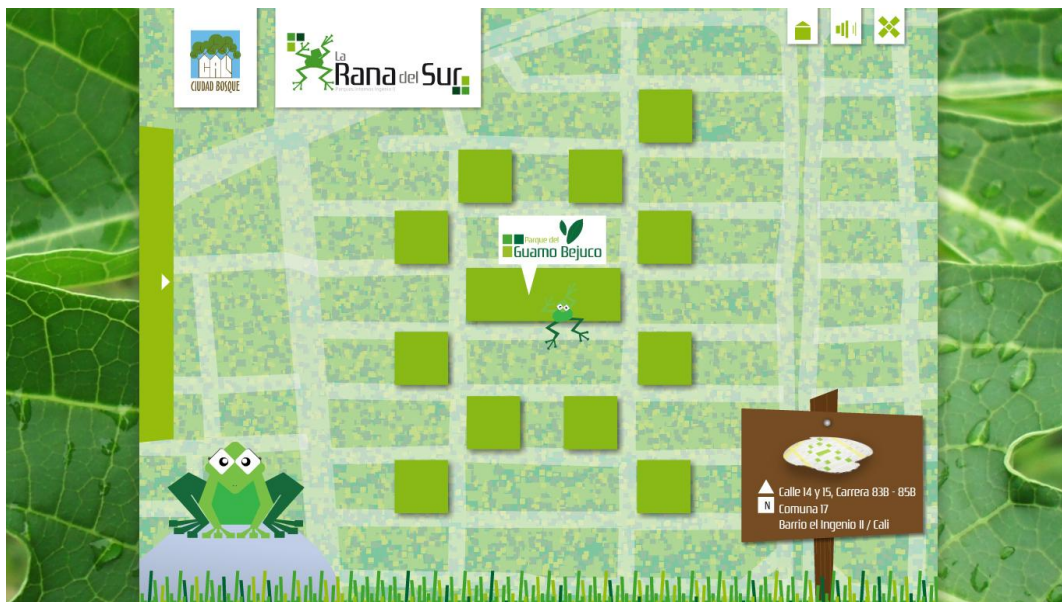 CALI
CIUDAD BOSQUE
La
Rana del Sur
Parque del
Guamo Bejuco
Calle 14 y 15, Carrera 83B - 85B
N
Comuna 17
Barrio el Ingenio II / Cali